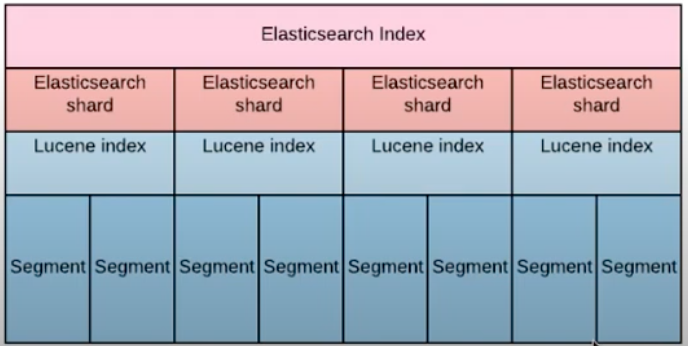 Elasticsearch Index
Elasticsearch shard
Elasticsearch shard
Elasticsearch shard
Elasticsearch shard
Lucene index
Lucene index
Lucene index
Lucene index
Segment
Segment
Segment
Segment
Segment
Segment
Segment
Segment